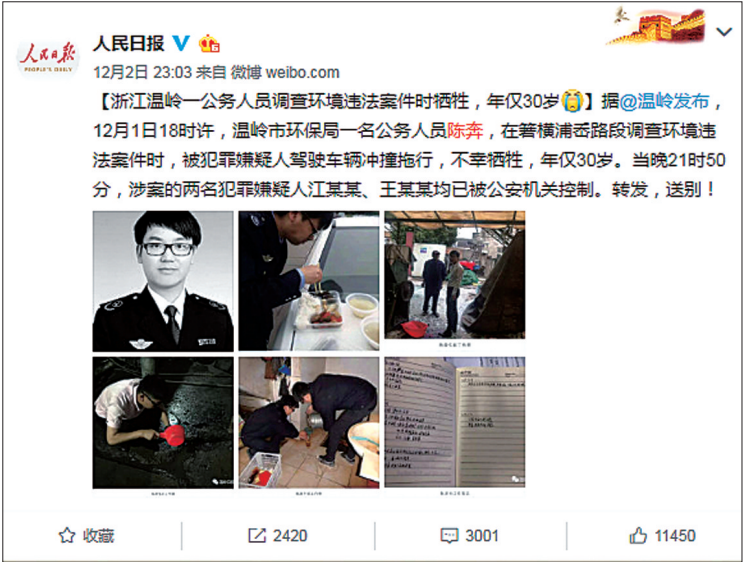 人民日报
人民日报
PEOPLE'S DAILY
12月2日 23:03 来自 微博 weibo.com
【浙江温岭一公务人员调查环境违法案件时牺牲，年仅30岁】据@温岭发布，
12月1日18时许，温岭市环保局一名公务人员陈奔，在箬横浦岙路段调查环境违
法案件时，被犯罪嫌疑人驾驶车辆冲撞拖行，不幸牺牲，年仅30岁。当晚21时50
分，涉案的两名犯罪嫌疑人江某某、王某某均已被公安机关控制。转发，送别！
收藏
2420
3001
11450